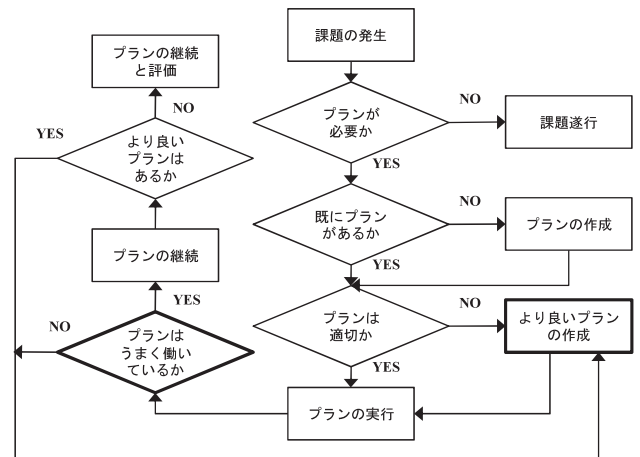 課題の発生
プランの継続
と評価
NO
YES
より良い
プランは
あるか
プランが
必要か
NO
課題遂行
YES
既にプラン
があるか
NO
プランの作成
YES
プランの継続
YES
NO
プランは
うまく働い
ているか
プランは
適切か
NO
より良いプラン
の作成
YES
プランの実行